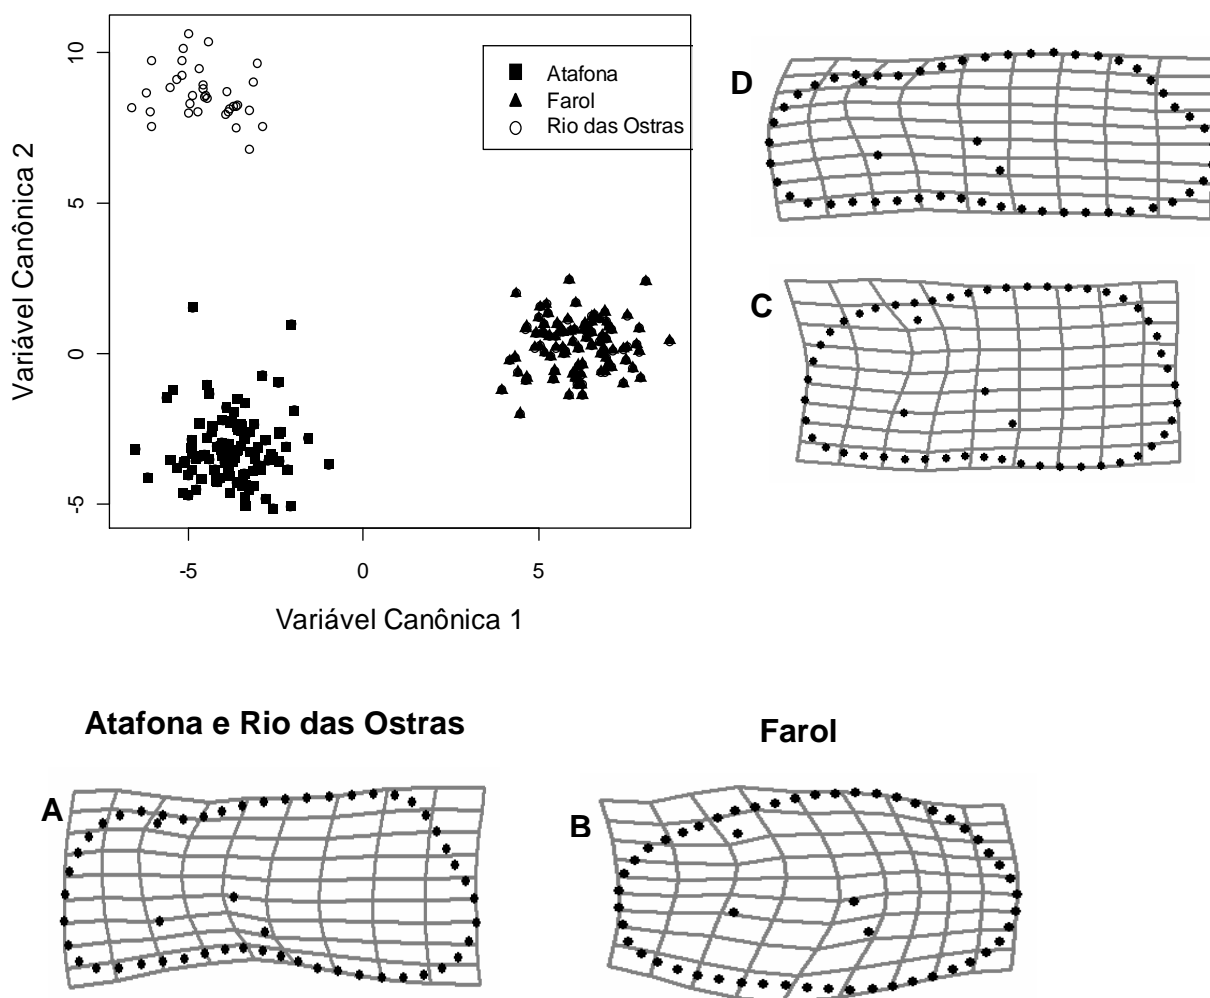 Variável Canônica 2
10
5
0
-5
Atafona
Farol
Rio das Ostras
-5
0
5
Variável Canônica 1
D
C
Atafona e Rio das Ostras
Farol
A
B